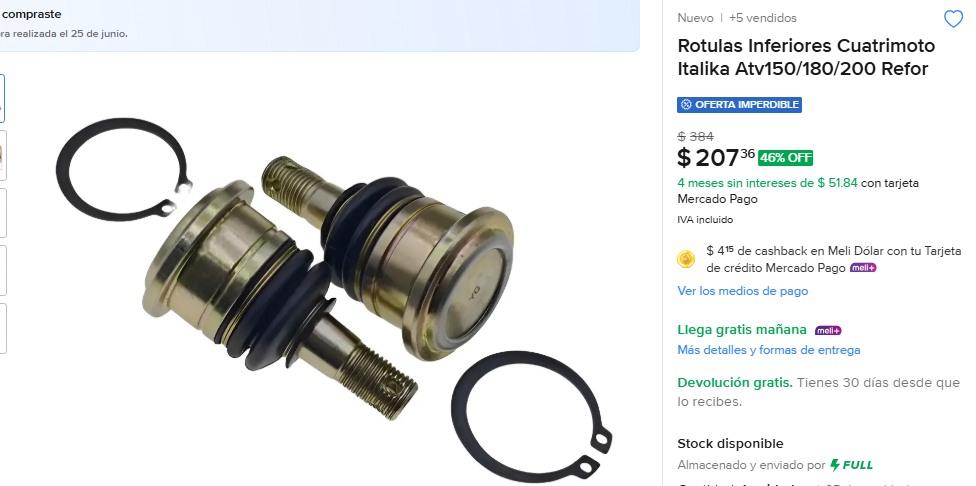 compraste
ra realizada el 25 de junio.
Nuevo | +5 vendidos
Rotulas Inferiores Cuatrimoto
Italika Atv150/180/200 Refor
OFERTA IMPERDIBLE
$ 384
$ 207 36 46% OFF
4 meses sin intereses de $ 51.84 con tarjeta
Mercado Pago
IVA incluido
$ 4 15 de cashback en Meli Dólar con tu Tarjeta
de crédito Mercado Pago meli+
Ver los medios de pago
Llega gratis mañana meli+
Más detalles y formas de entrega
Devolución gratis. Tienes 30 días desde que
lo recibes.
Stock disponible
Almacenado y enviado por FULL
YO